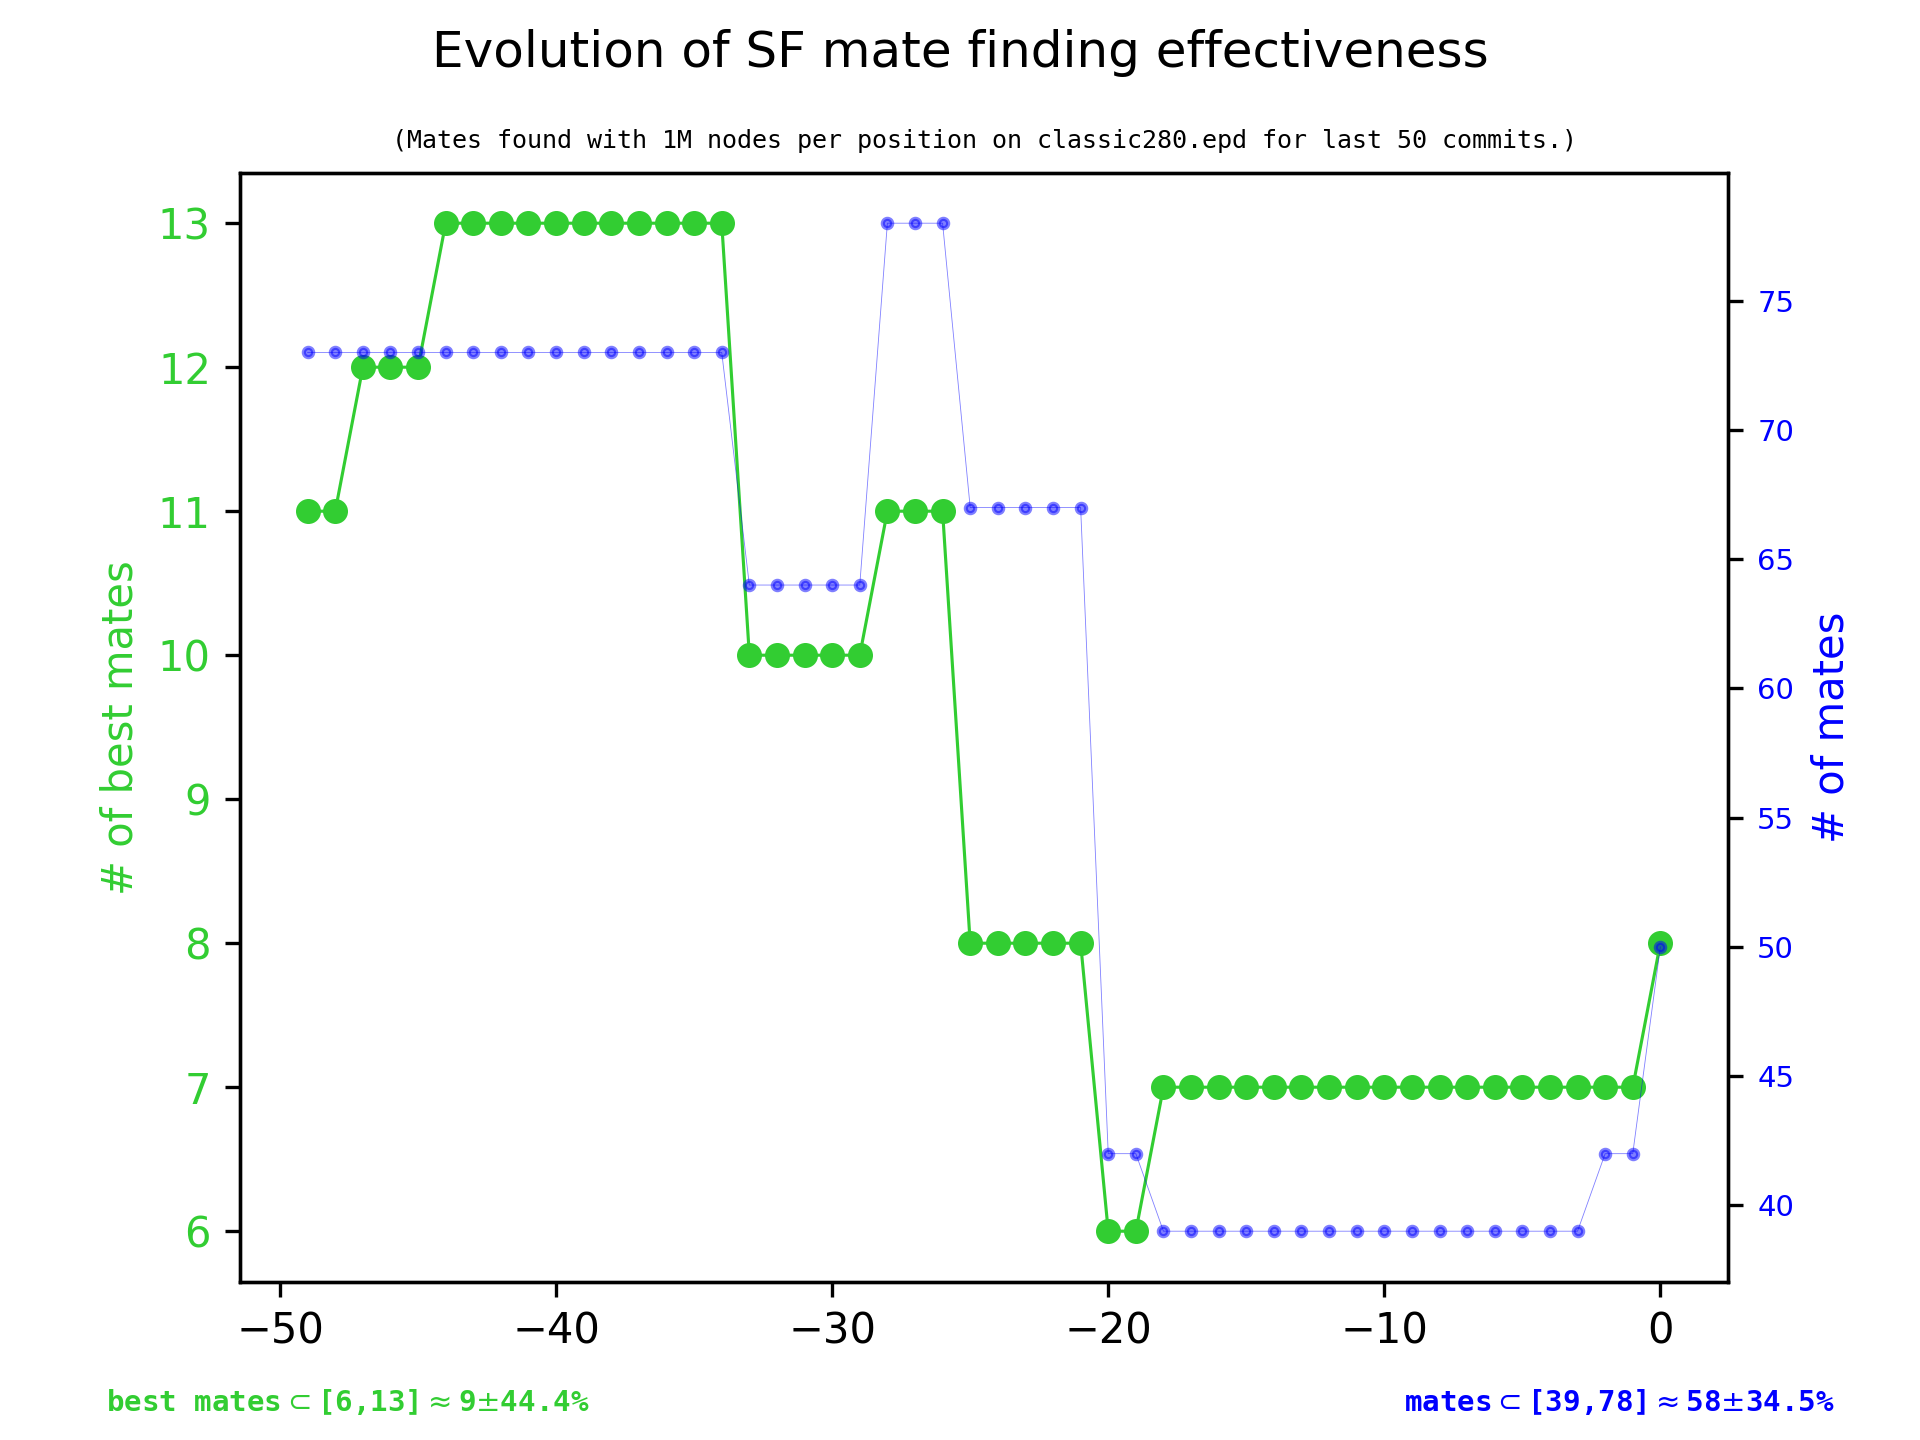 Evolution of SF mate finding effectiveness
(Mates found with 1M nodes per position on classic280.epd for last 50 commits.)
# of best mates
13
12
11
10
9
8
7
6
75
70
65
60
55
50
45
40
# of mates
−50 −40 −30 −20 −10 0
best mates ⊂ [6,13] ≈ 9±44.4%
mates ⊂ [39,78] ≈ 58±34.5%